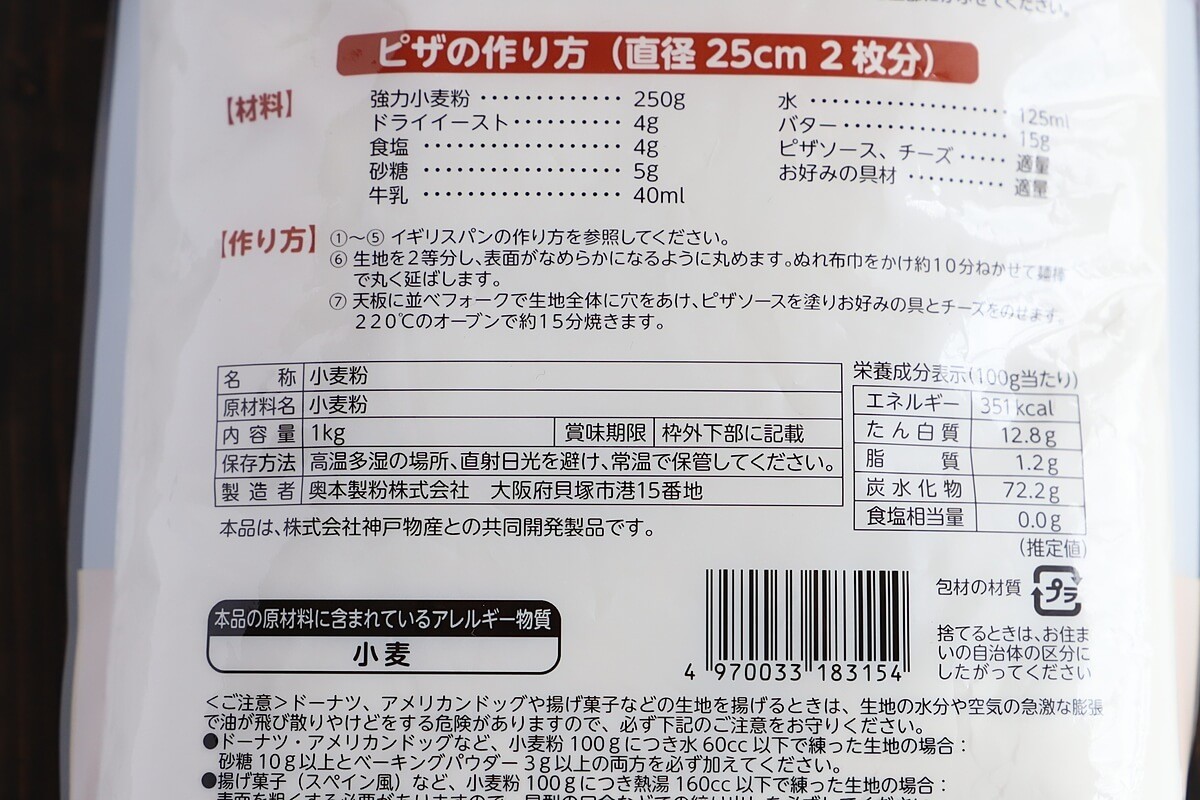 せてください。
ピザの作り方（直径 25cm 2 枚分）
【材料】
強力小麦粉 ‥‥‥‥‥‥‥ 250g
ドライイースト‥‥‥‥‥‥ 4g
食塩 ‥‥‥‥‥‥‥‥‥‥ 4g
砂糖 ‥‥‥‥‥‥‥‥‥‥ 5g
牛乳 ‥‥‥‥‥‥‥‥‥‥ 40ml
水 ‥‥‥‥‥‥‥‥‥‥ 125ml
バター‥‥‥‥‥‥‥‥ 15g
ピザソース、チーズ‥‥‥ 適量
お好みの具材 ‥‥‥‥‥ 適量
【作り方】
①～⑤ イギリスパンの作り方を参照してください。
⑥ 生地を2等分し、表面がなめらかになるように丸めます。ぬれ布巾をかけ約10分ねかせて麺棒
で丸く延ばします。
⑦ 天板に並べフォークで生地全体に穴をあけ、ピザソースを塗りお好みの具とチーズをのせます。
220℃のオーブンで約15分焼きます。
名称 小麦粉
原材料名 小麦粉
内容量 1kg 賞味期限 枠外下部に記載
保存方法 高温多湿の場所、直射日光を避け、常温で保管してください。
製造者 奥本製粉株式会社 大阪府貝塚市港15番地
本品は、株式会社神戸物産との共同開発製品です。
栄養成分表示(100g当たり)
エネルギー 351kcal
たん白質 12.8g
脂質 1.2g
炭水化物 72.2g
食塩相当量 0.0g
(推定値)
本品の原材料に含まれているアレルギー物質
小麦
4 970033 183154
包材の材質 プラ
捨てるときは、お住ま
いの自治体の区分に
したがってください
＜ご注意＞ドーナツ、アメリカンドッグや揚げ菓子などの生地を揚げるときは、生地の水分や空気の急激な膨張
で油が飛び散りやけどをする危険がありますので、必ず下記のご注意をお守りください。
●ドーナツ・アメリカンドッグなど、小麦粉 100gにつき水 60cc 以下で練った生地の場合：
砂糖 10g以上とベーキングパウダー 3g以上の両方を必ず加えてください。
●揚げ菓子（スペイン風）など、小麦粉 100gにつき熱湯 160cc 以下で練った生地の場合：